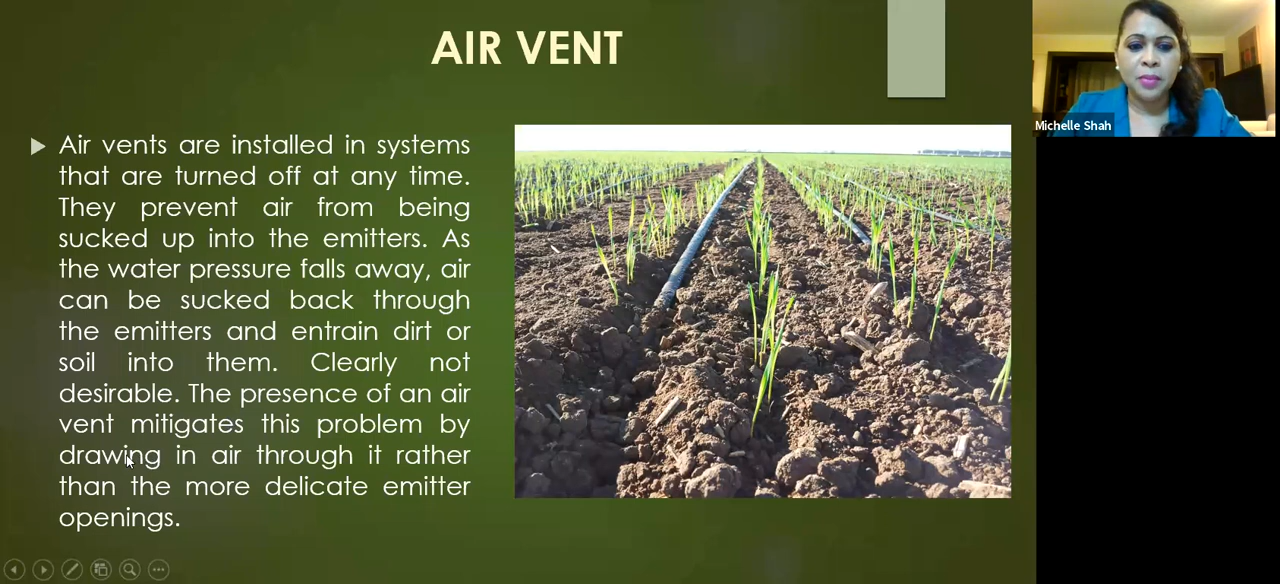 AIR VENT
Air vents are installed in systems
that are turned off at any time.
They prevent air from being
sucked up into the emitters. As
the water pressure falls away, air
can be sucked back through
the emitters and entrain dirt or
soil into them. Clearly not
desirable. The presence of an air
vent mitigates this problem by
drawing in air through it rather
than the more delicate emitter
openings.
Michelle Shah